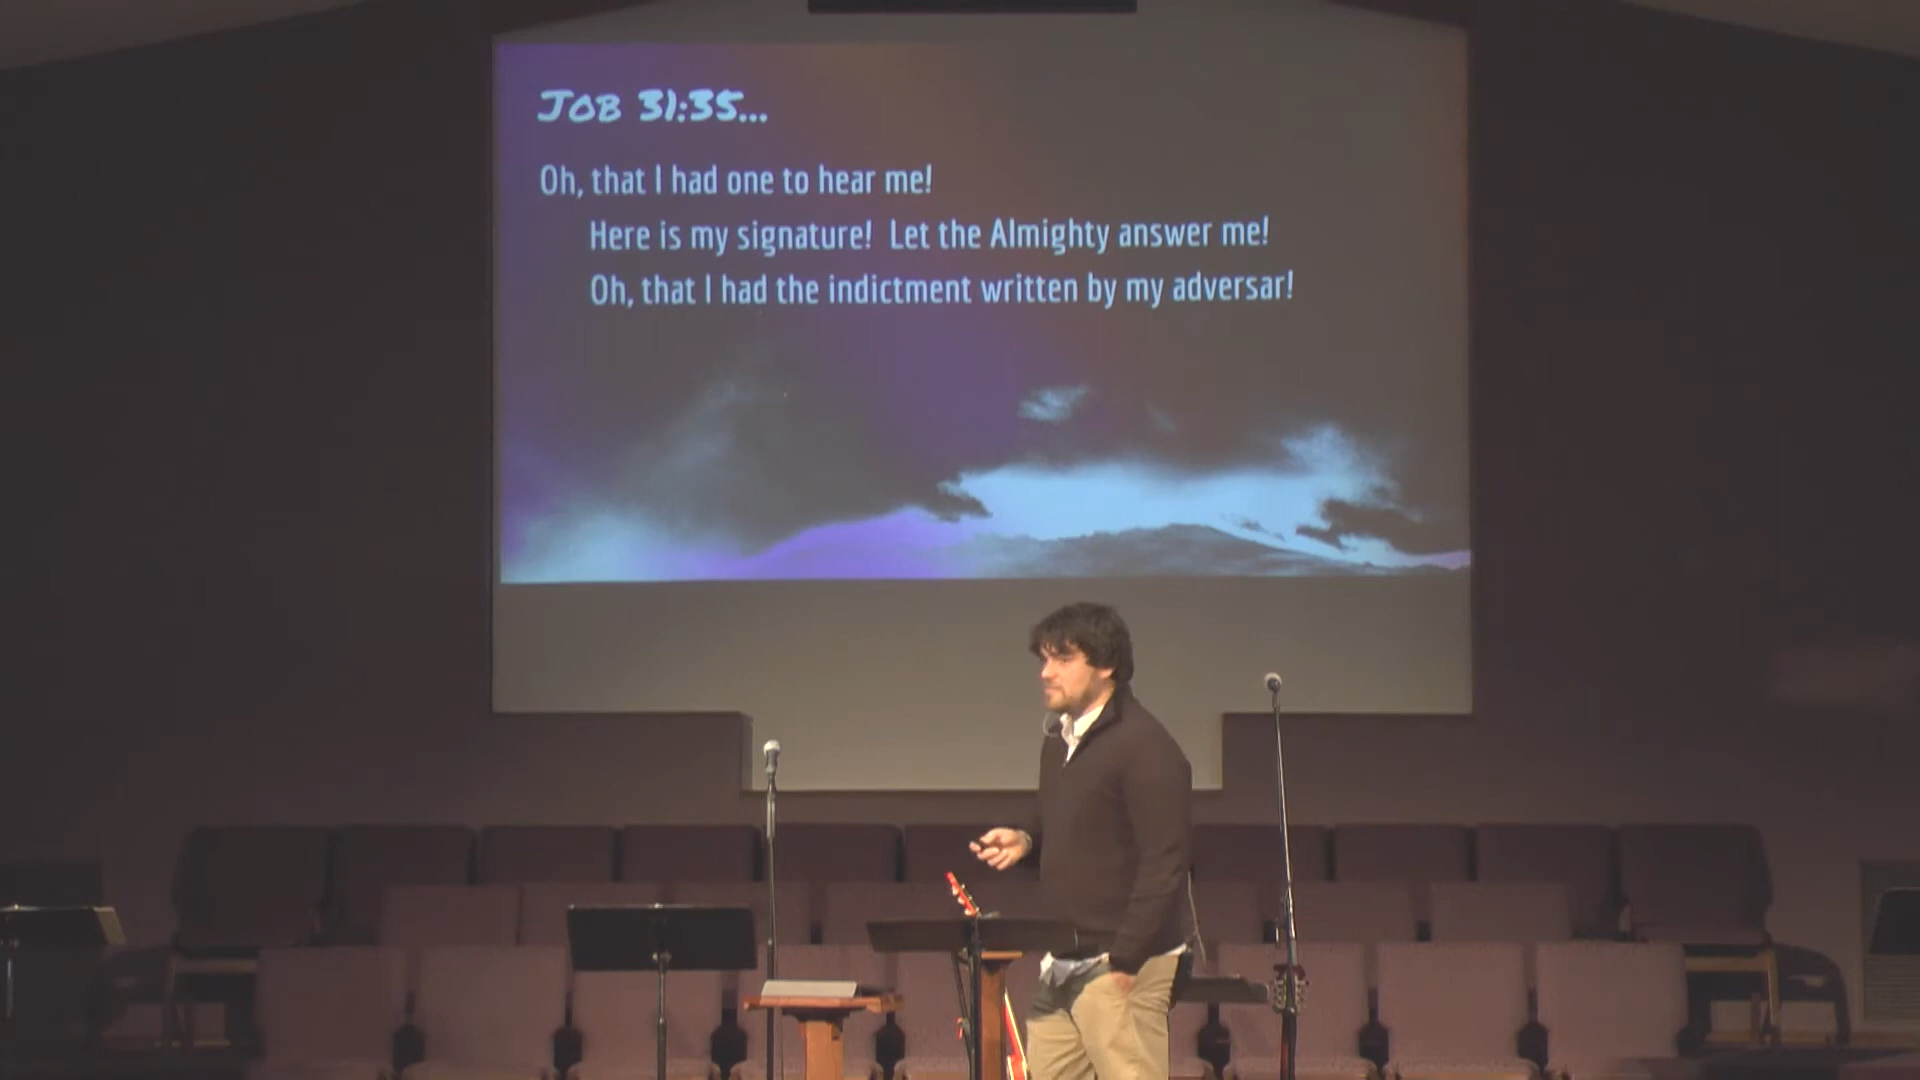 Job 31:35...
Oh, that I had one to hear me!
Here is my signature! Let the Almighty answer me!
Oh, that I had the indictment written by my adversar!